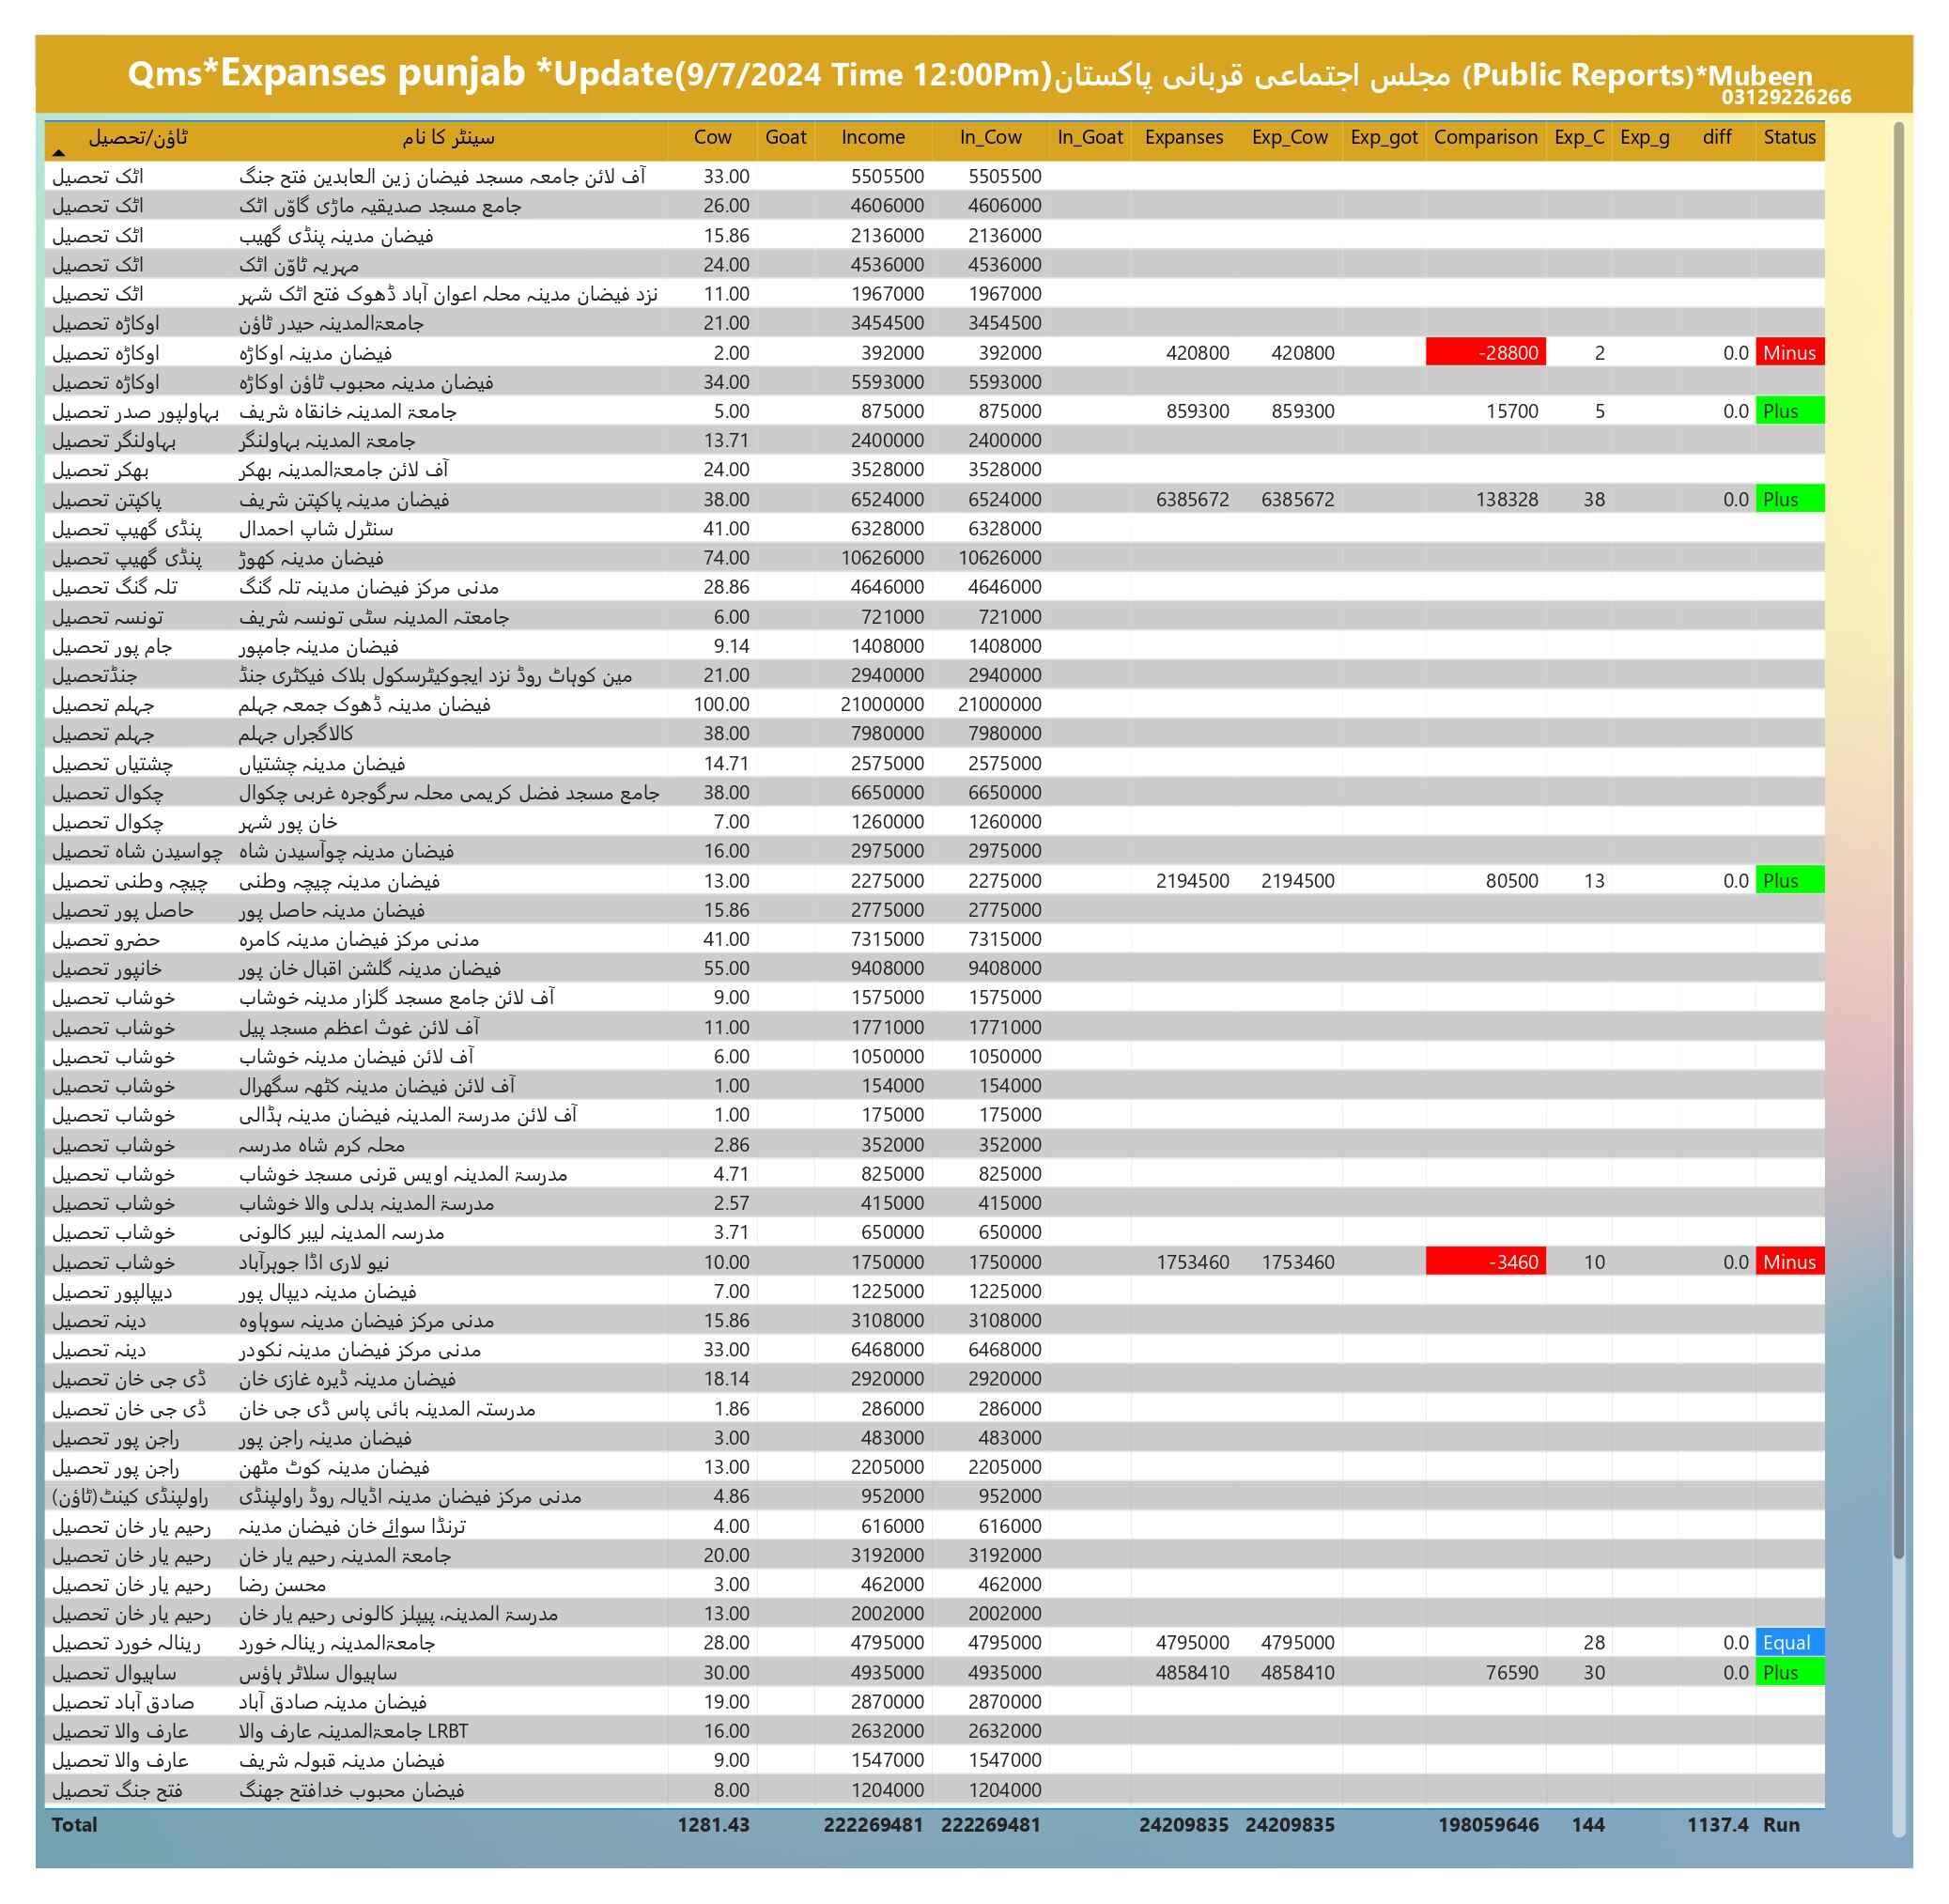 Qms*Expanses punjab *Update(9/7/2024 Time 12:00Pm)مجلس اجتماعی قربانی پاکستان (Public Reports)*Mubeen
03129226266
ٹاؤن/تحصیل سینٹر کا نام Cow Goat Income In_Cow In_Goat Expanses Exp_Cow Exp_got Comparison Exp_C Exp_g diff Status
اٹک تحصیل آف لائن جامعہ مسجد فیضان زین العابدین فتح جنگ 33.00 5505500 5505500
اٹک تحصیل جامع مسجد صدیقیہ ماڑی گاوّں اٹک 26.00 4606000 4606000
اٹک تحصیل فیضان مدینہ پنڈی گھیب 15.86 2136000 2136000
اٹک تحصیل مہریہ ٹاوّن اٹک 24.00 4536000 4536000
اٹک تحصیل نزد فیضان مدینہ محلہ اعوان آباد ڈھوک فتح اٹک شہر 11.00 1967000 1967000
اوکاڑہ تحصیل جامعۃالمدینہ حیدر ٹاؤن 21.00 3454500 3454500
اوکاڑہ تحصیل فیضان مدینہ اوکاڑہ 2.00 392000 392000 420800 420800 -28800 2 0.0 Minus
اوکاڑہ تحصیل فیضان مدینہ محبوب ٹاؤن اوکاڑہ 34.00 5593000 5593000
بہاولپور صدر تحصیل جامعۃ المدینہ خانقاہ شریف 5.00 875000 875000 859300 859300 15700 5 0.0 Plus
بہاولنگر تحصیل جامعۃ المدینہ بہاولنگر 13.71 2400000 2400000
بھکر تحصیل آف لائن جامعۃالمدینہ بھکر 24.00 3528000 3528000
پاکپتن تحصیل فیضان مدینہ پاکپتن شریف 38.00 6524000 6524000 6385672 6385672 138328 38 0.0 Plus
پنڈی گھیپ تحصیل سنٹرل شاپ احمدال 41.00 6328000 6328000
پنڈی گھیپ تحصیل فیضان مدینہ کھوڑ 74.00 10626000 10626000
تلہ گنگ تحصیل مدنی مرکز فیضان مدینہ تلہ گنگ 28.86 4646000 4646000
تونسہ تحصیل جامعتہ المدینہ سٹی تونسہ شریف 6.00 721000 721000
جام پور تحصیل فیضان مدینہ جامپور 9.14 1408000 1408000
جنڈتحصیل مین کوہاٹ روڈ نزد ایجوکیٹرسکول بلاک فیکٹری جنڈ 21.00 2940000 2940000
جہلم تحصیل فیضان مدینہ ڈھوک جمعہ جہلم 100.00 21000000 21000000
جہلم تحصیل کالاگجراں جہلم 38.00 7980000 7980000
چشتیاں تحصیل فیضان مدینہ چشتیاں 14.71 2575000 2575000
چکوال تحصیل جامع مسجد فضل کریمی محلہ سرگوجرہ غربی چکوال 38.00 6650000 6650000
چکوال تحصیل خان پور شہر 7.00 1260000 1260000
چواسیدن شاہ تحصیل فیضان مدینہ چوآسیدن شاہ 16.00 2975000 2975000
چیچہ وطنی تحصیل فیضان مدینہ چیچہ وطنی 13.00 2275000 2275000 2194500 2194500 80500 13 0.0 Plus
حاصل پور تحصیل فیضان مدینہ حاصل پور 15.86 2775000 2775000
حضرو تحصیل مدنی مرکز فیضان مدینہ کامرہ 41.00 7315000 7315000
خانپور تحصیل فیضان مدینہ گلشن اقبال خان پور 55.00 9408000 9408000
خوشاب تحصیل آف لائن جامع مسجد گلزار مدینہ خوشاب 9.00 1575000 1575000
خوشاب تحصیل آف لائن غوث اعظم مسجد پیل 11.00 1771000 1771000
خوشاب تحصیل آف لائن فیضان مدینہ خوشاب 6.00 1050000 1050000
خوشاب تحصیل آف لائن فیضان مدینہ کٹھہ سگھرال 1.00 154000 154000
خوشاب تحصیل آف لائن مدرسۃ المدینہ فیضان مدینہ ہڈالی 1.00 175000 175000
خوشاب تحصیل محلہ کرم شاہ مدرسہ 2.86 352000 352000
خوشاب تحصیل مدرسۃ المدینہ اویس قرنی مسجد خوشاب 4.71 825000 825000
خوشاب تحصیل مدرسۃ المدینہ بدلی والا خوشاب 2.57 415000 415000
خوشاب تحصیل مدرسہ المدینہ لیبر کالونی 3.71 650000 650000
خوشاب تحصیل نیو لاری اڈا جوہرآباد 10.00 1750000 1750000 1753460 1753460 -3460 10 0.0 Minus
دیپالپور تحصیل فیضان مدینہ دیپال پور 7.00 1225000 1225000
دینہ تحصیل مدنی مرکز فیضان مدینہ سوہاوہ 15.86 3108000 3108000
دینہ تحصیل مدنی مرکز فیضان مدینہ نکودر 33.00 6468000 6468000
ڈی جی خان تحصیل فیضان مدینہ ڈیرہ غازی خان 18.14 2920000 2920000
ڈی جی خان تحصیل مدرستہ المدینہ بائی پاس ڈی جی خان 1.86 286000 286000
راجن پور تحصیل فیضان مدینہ راجن پور 3.00 483000 483000
راجن پور تحصیل فیضان مدینہ کوٹ مٹھن 13.00 2205000 2205000
راولپنڈی کینٹ(ٹاؤن) مدنی مرکز فیضان مدینہ اڈیالہ روڈ راولپنڈی 4.86 952000 952000
رحیم یار خان تحصیل ترنڈا سوائے خان فیضان مدینہ 4.00 616000 616000
رحیم یار خان تحصیل جامعۃ المدینہ رحیم یار خان 20.00 3192000 3192000
رحیم یار خان تحصیل محسن رضا 3.00 462000 462000
رحیم یار خان تحصیل مدرسۃ المدینہ، پیپلز کالونی رحیم یار خان 13.00 2002000 2002000
رینالہ خورد تحصیل جامعۃالمدینہ رینالہ خورد 28.00 4795000 4795000 4795000 4795000 28 0.0 Equal
ساہیوال تحصیل ساہیوال سلاٹر ہاؤس 30.00 4935000 4935000 4858410 4858410 76590 30 0.0 Plus
صادق آباد تحصیل فیضان مدینہ صادق آباد 19.00 2870000 2870000
عارف والا تحصیل جامعۃالمدینہ عارف والا LRBT 16.00 2632000 2632000
عارف والا تحصیل فیضان مدینہ قبولہ شریف 9.00 1547000 1547000
فتح جنگ تحصیل فیضان محبوب خدافتح جھنگ 8.00 1204000 1204000
Total 1281.43 222269481 222269481 24209835 24209835 198059646 144 1137.4 Run